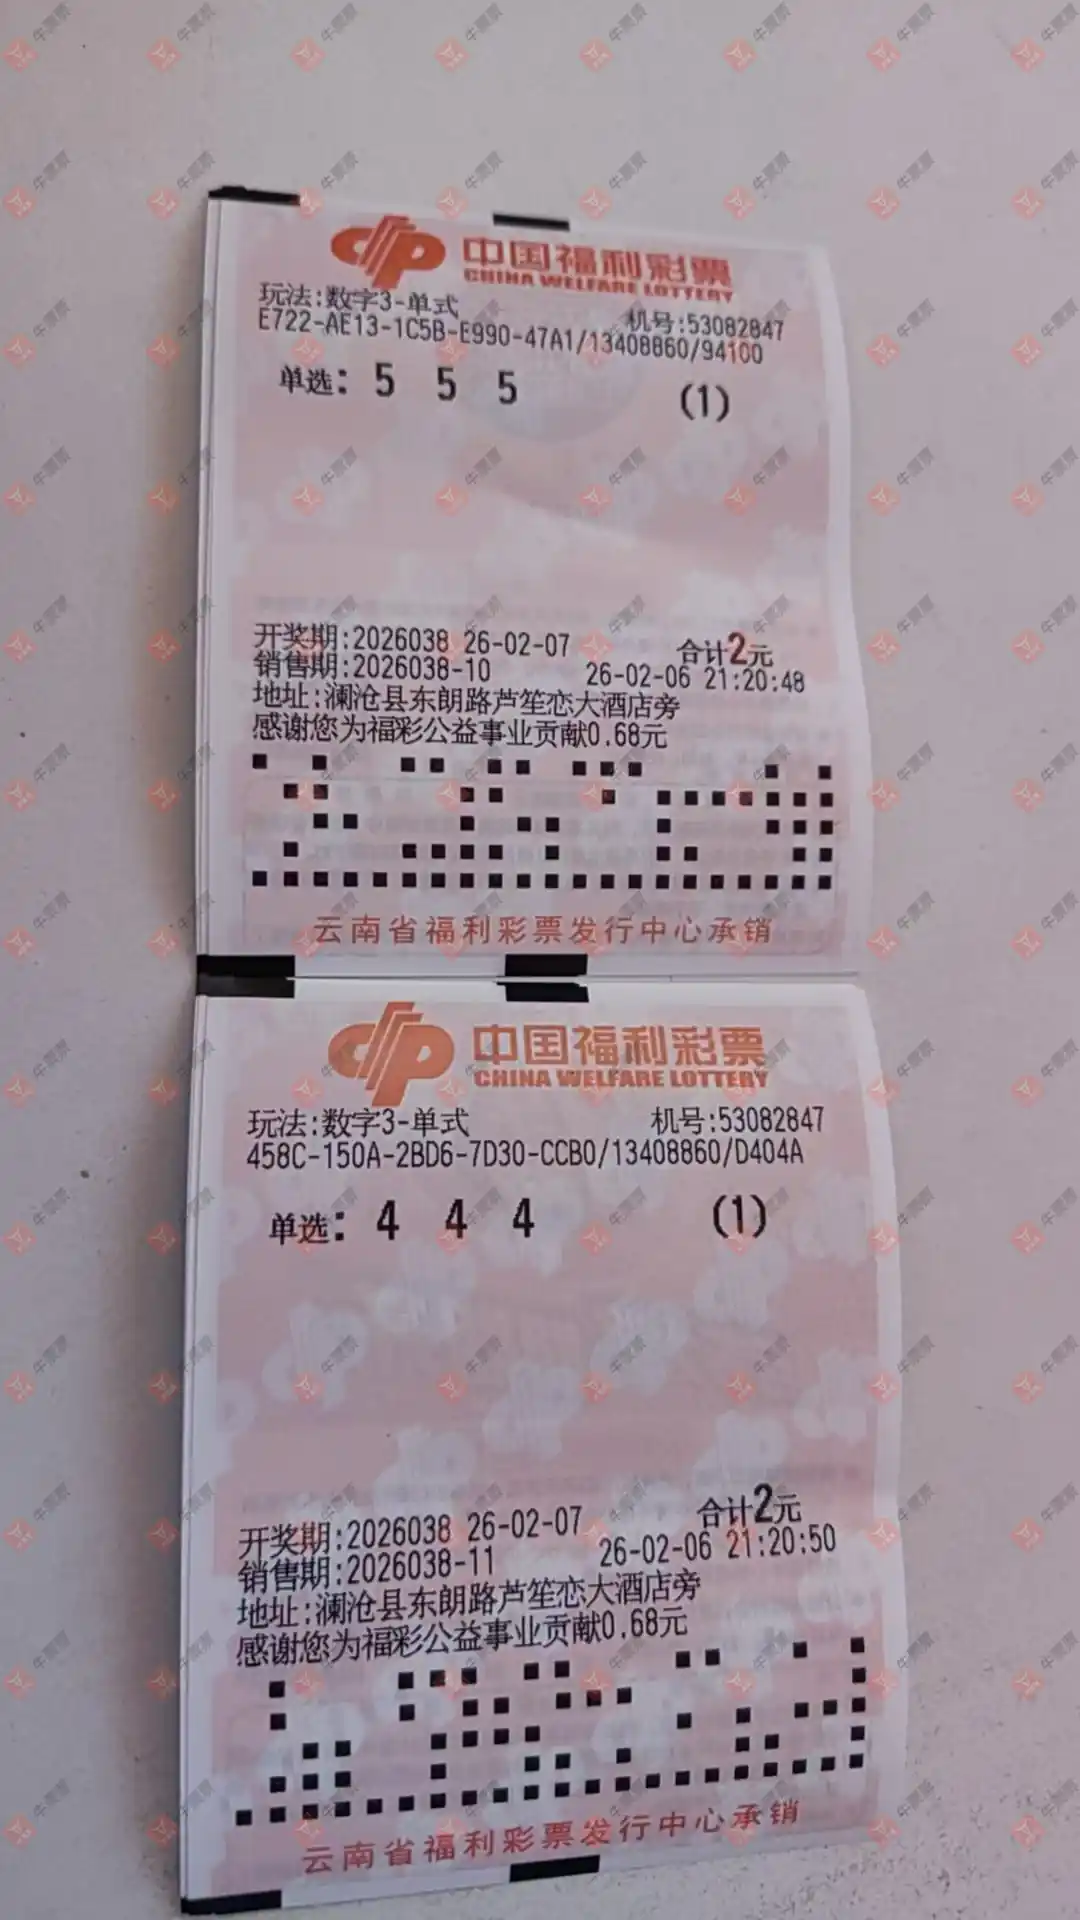 中国福利彩票
CHINA WELFARE LOTTERY
玩法:数字3-单式 机号:53082847
E722-AE13-1C5B-E990-47A1/13408860/94100
单选: 5 5 5 (1)
开奖期:2026038 26-02-07 合计2元
销售期:2026038-10 26-02-06 21:20:48
地址:澜沧县东朗路芦笙恋大酒店旁
感谢您为福彩公益事业贡献0.68元
云南省福利彩票发行中心承销
中国福利彩票
CHINA WELFARE LOTTERY
玩法:数字3-单式 机号:53082847
458C-150A-2BD6-7D30-CCB0/13408860/D404A
单选: 4 4 4 (1)
开奖期:2026038 26-02-07 合计2元
销售期:2026038-11 26-02-06 21:20:50
地址:澜沧县东朗路芦笙恋大酒店旁
感谢您为福彩公益事业贡献0.68元
云南省福利彩票发行中心承销